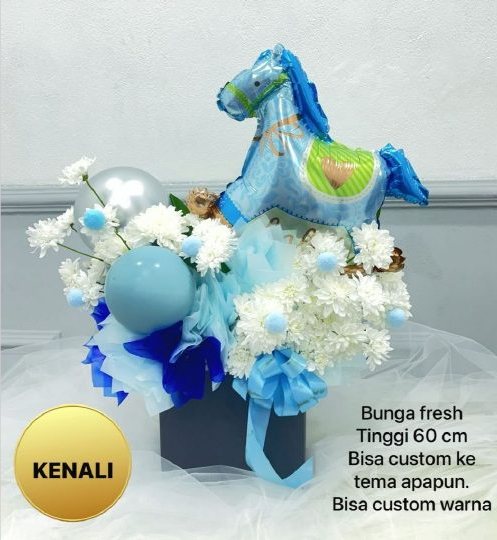 KENALI
Bunga fresh
Tinggi 60 cm
Bisa custom ke
tema apapun.
Bisa custom warna